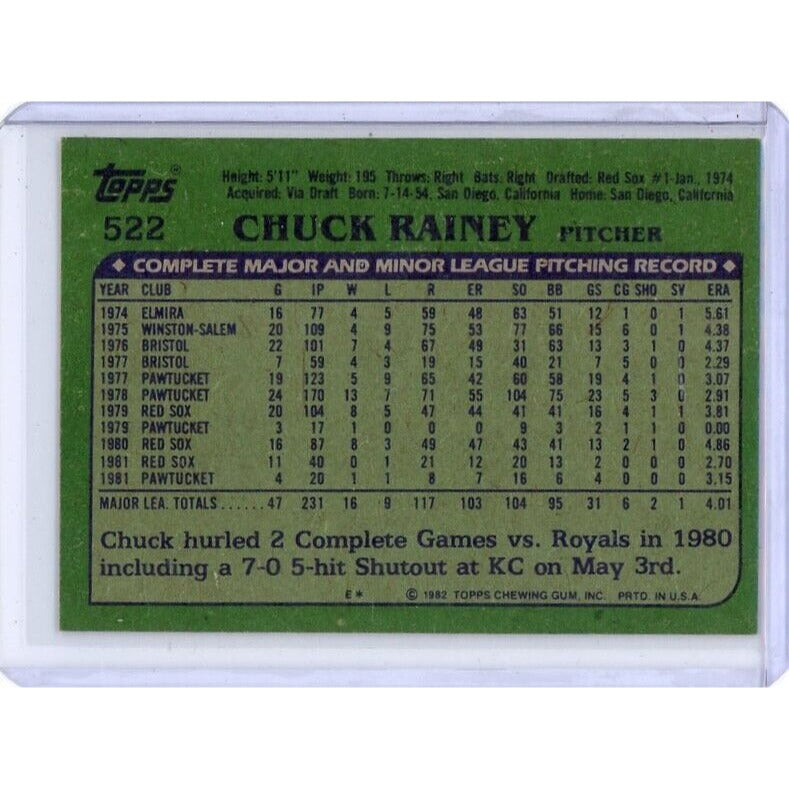 Topps®
Height: 5'11" Weight: 195 Throws: Right Bats: Right Drafted: Red Sox #1-Jan., 1974
Acquired: Via Draft Born: 7-14-54, San Diego, California Home: San Diego, California
522 CHUCK RAINEY PITCHER
◆ COMPLETE MAJOR AND MINOR LEAGUE PITCHING RECORD ◆
YEAR CLUB G IP W L R ER SO BB GS CG SHO SV ERA
1974 ELMIRA 16 77 4 5 59 48 63 51 12 1 0 1 5.61
1975 WINSTON-SALEM 20 109 4 9 75 53 77 66 15 6 0 1 4.38
1976 BRISTOL 22 101 7 4 67 49 31 63 13 3 1 0 4.37
1977 BRISTOL 7 59 4 3 19 15 40 21 7 5 0 0 2.29
1977 PAWTUCKET 19 123 5 9 65 42 60 58 19 4 1 0 3.07
1978 PAWTUCKET 24 170 13 7 71 55 104 75 23 5 3 0 2.91
1979 RED SOX 20 104 8 5 47 44 41 41 16 4 1 1 3.81
1979 PAWTUCKET 3 17 1 0 0 0 9 3 2 1 1 0 0.00
1980 RED SOX 16 87 8 3 49 47 43 41 13 2 1 0 4.86
1981 RED SOX 11 40 0 1 21 12 20 13 2 0 0 0 2.70
1981 PAWTUCKET 4 20 1 1 8 7 16 6 4 0 0 0 3.15
MAJOR LEA. TOTALS...... 47 231 16 9 117 103 104 95 31 6 2 1 4.01
Chuck hurled 2 Complete Games vs. Royals in 1980
including a 7-0 5-hit Shutout at KC on May 3rd.
E* © 1982 TOPPS CHEWING GUM, INC. PRTD. IN U.S.A.